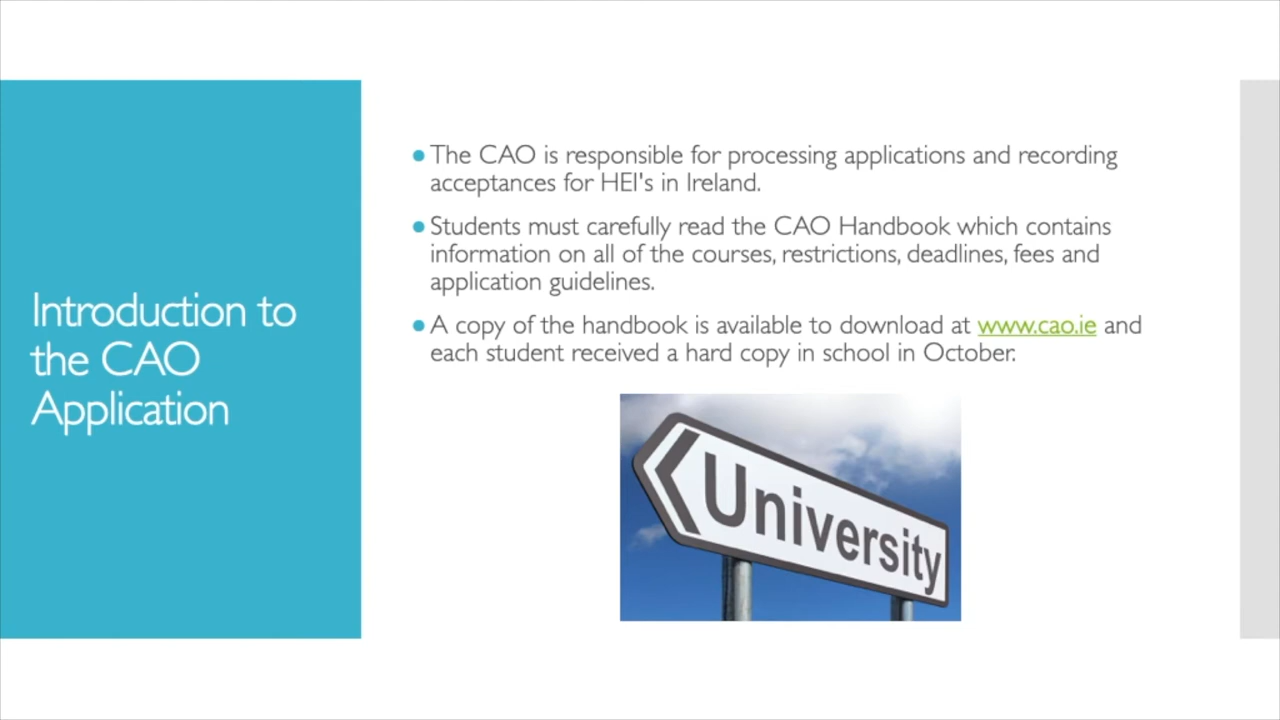 Introduction to
the CAO
Application
The CAO is responsible for processing applications and recording
acceptances for HEI's in Ireland.
Students must carefully read the CAO Handbook which contains
information on all of the courses, restrictions, deadlines, fees and
application guidelines.
A copy of the handbook is available to download at www.cao.ie and
each student received a hard copy in school in October.
University